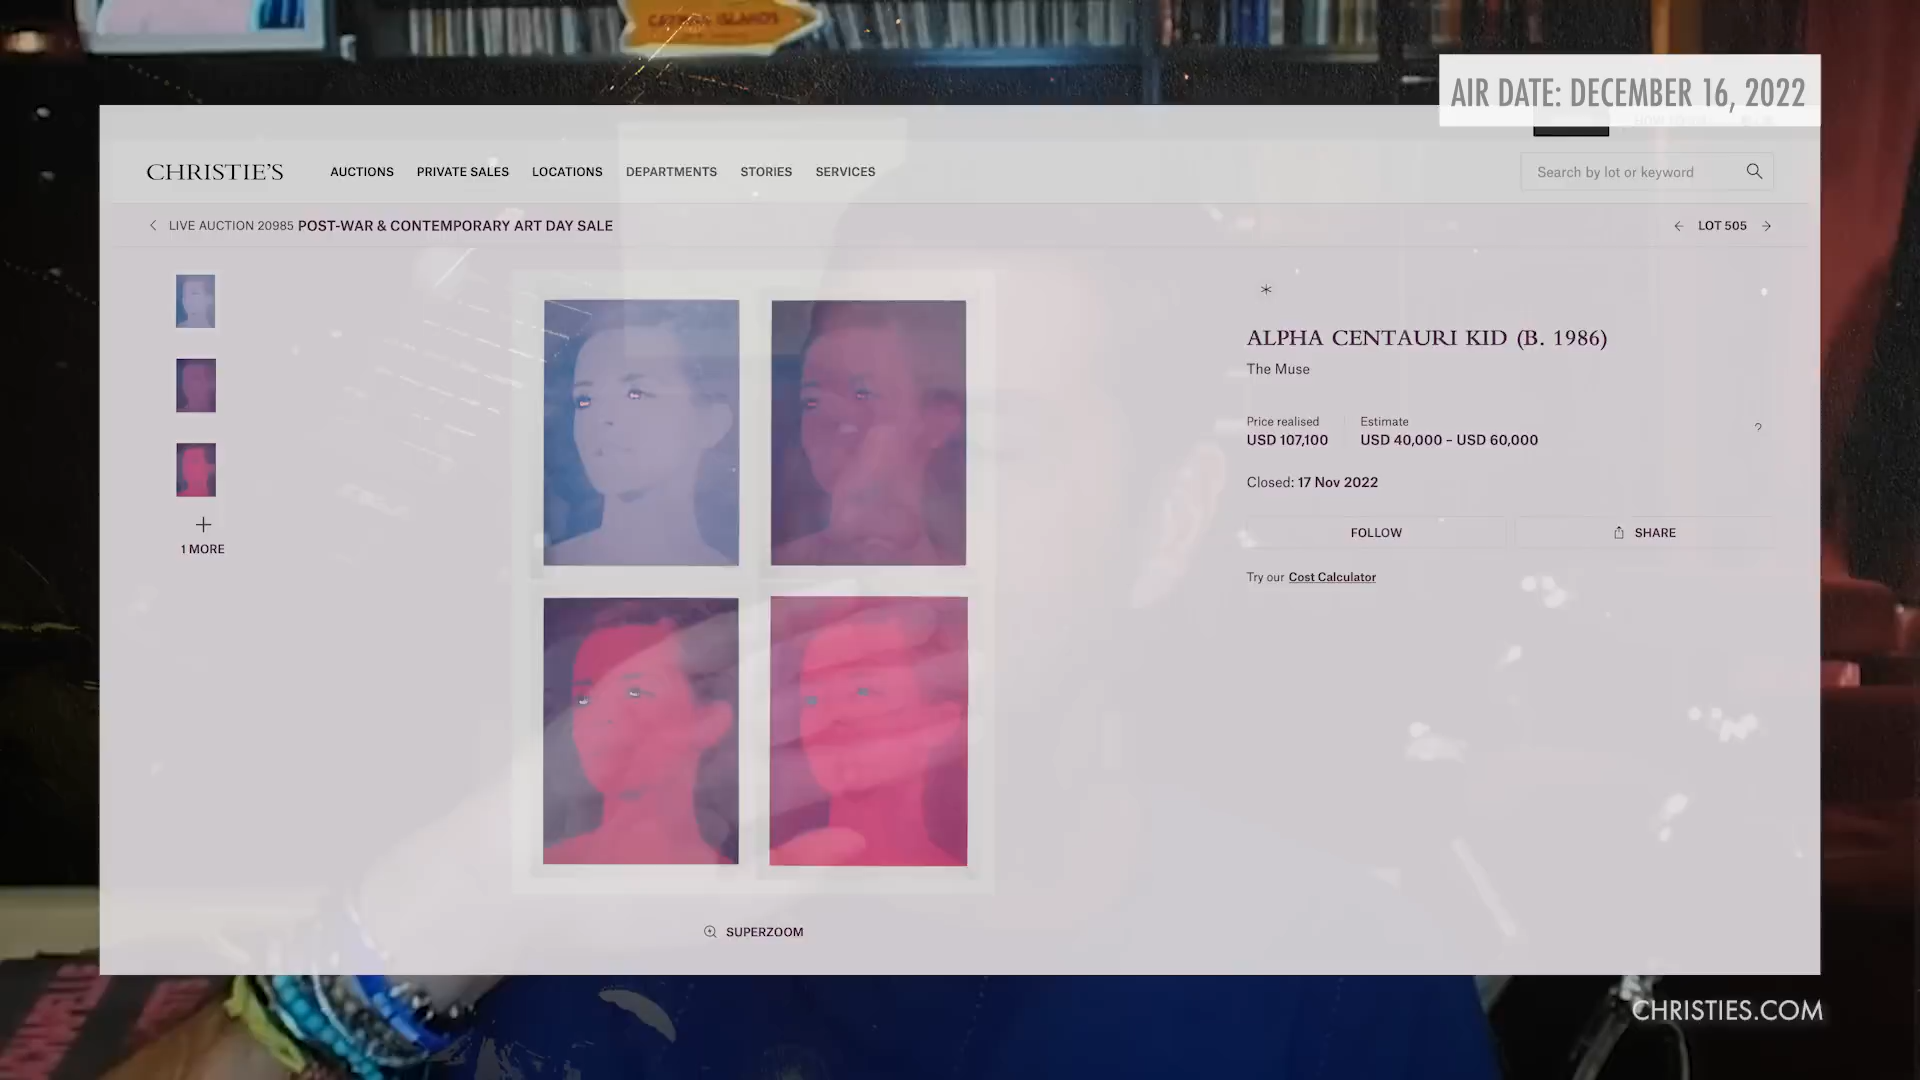 CATALINA ISLANDS
AIR DATE: DECEMBER 16, 2022
CHRISTIE'S
AUCTIONS
PRIVATE SALES
LOCATIONS
DEPARTMENTS
STORIES
SERVICES
Search by lot or keyword
LIVE AUCTION 20985 POST-WAR & CONTEMPORARY ART DAY SALE
LOT 505
*
ALPHA CENTAURI KID (B. 1986)
The Muse
Price realised
Estimate
USD 107,100
USD 40,000 - USD 60,000
?
Closed: 17 Nov 2022
FOLLOW
SHARE
Try our Cost Calculator
+
1 MORE
SUPERZOOM
CHRISTIES.COM